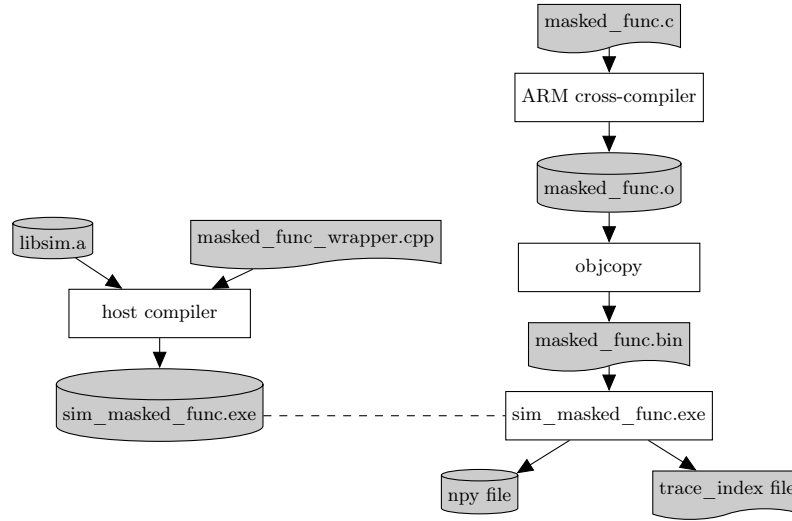 masked_func.c
ARM cross-compiler
masked_func.o
libsim.a
masked_func_wrapper.cpp
objcopy
host compiler
masked_func.bin
sim_masked_func.exe
sim_masked_func.exe
npy file
trace_index file